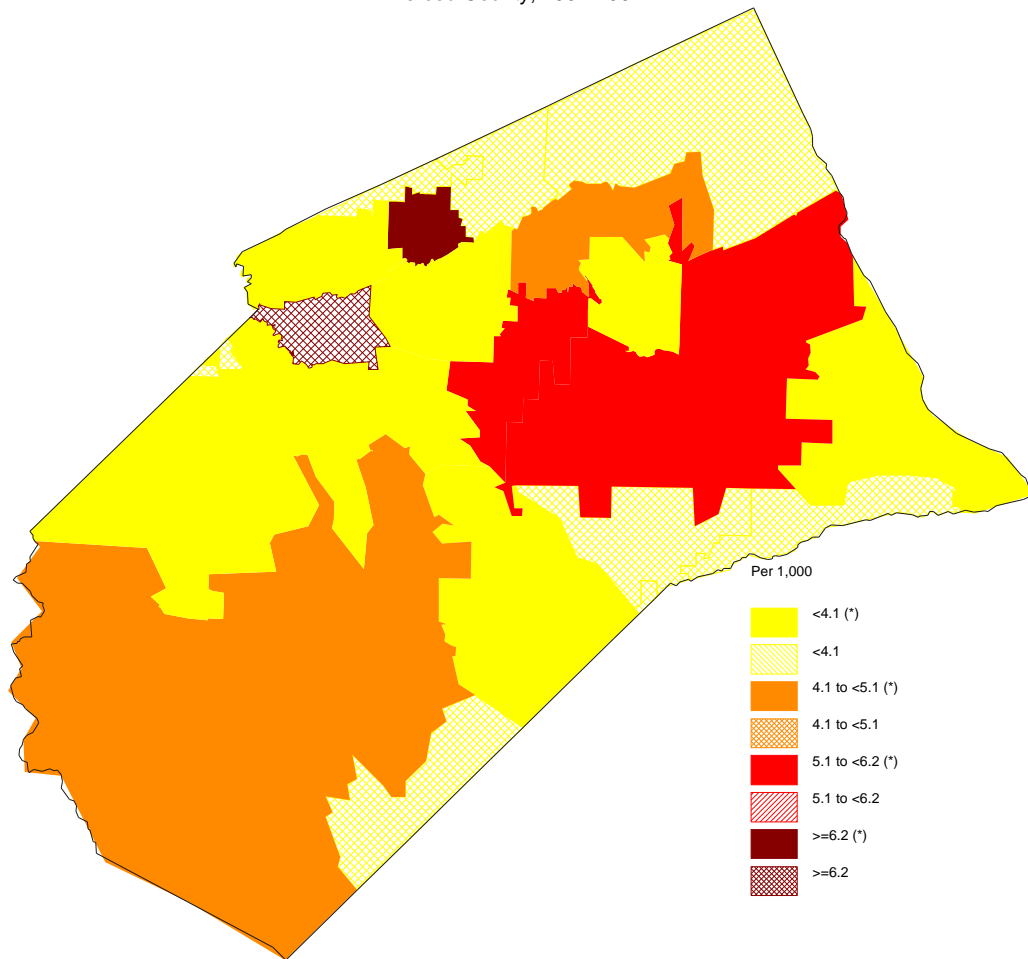 County,
Per 1,000
<4.1 (*)
<4.1
4.1 to <5.1 (*)
4.1 to <5.1
5.1 to <6.2 (*)
5.1 to <6.2
>=6.2 (*)
>=6.2